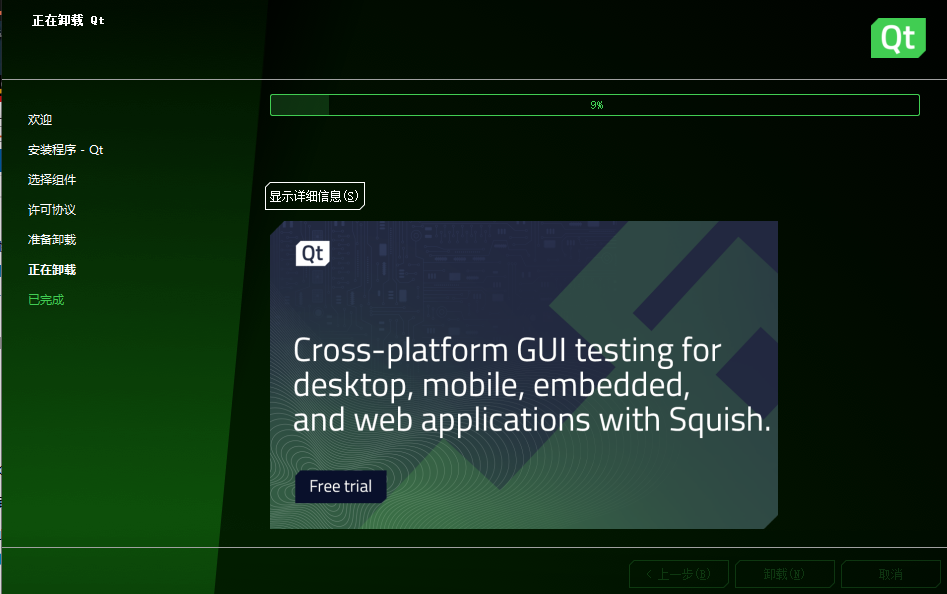 正在卸载 Qt
Qt
9%
欢迎
安装程序 - Qt
选择组件
许可协议
准备卸载
正在卸载
已完成
显示详细信息(S)
Qt
Cross-platform GUI testing for
desktop, mobile, embedded,
and web applications with Squish.
Free trial
< 上一步(B)
卸载(N)
取消